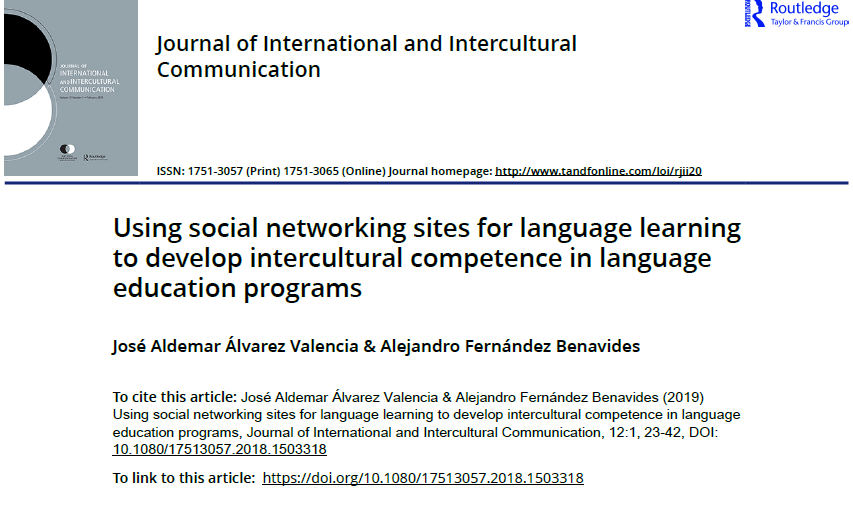 Routledge
Taylor & Francis Group
Journal of International and Intercultural
Communication
JOURNAL OF
INTERNATIONAL
AND INTERCULTURAL
COMMUNICATION
Routledge
ISSN: 1751-3057 (Print) 1751-3065 (Online) Journal homepage: http://www.tandfonline.com/loi/rjii20
Using social networking sites for language learning
to develop intercultural competence in language
education programs
José Aldemar Álvarez Valencia & Alejandro Fernández Benavides
To cite this article: José Aldemar Álvarez Valencia & Alejandro Fernández Benavides (2019)
Using social networking sites for language learning to develop intercultural competence in language
education programs, Journal of International and Intercultural Communication, 12:1, 23-42, DOI:
10.1080/17513057.2018.1503318
To link to this article: https://doi.org/10.1080/17513057.2018.1503318